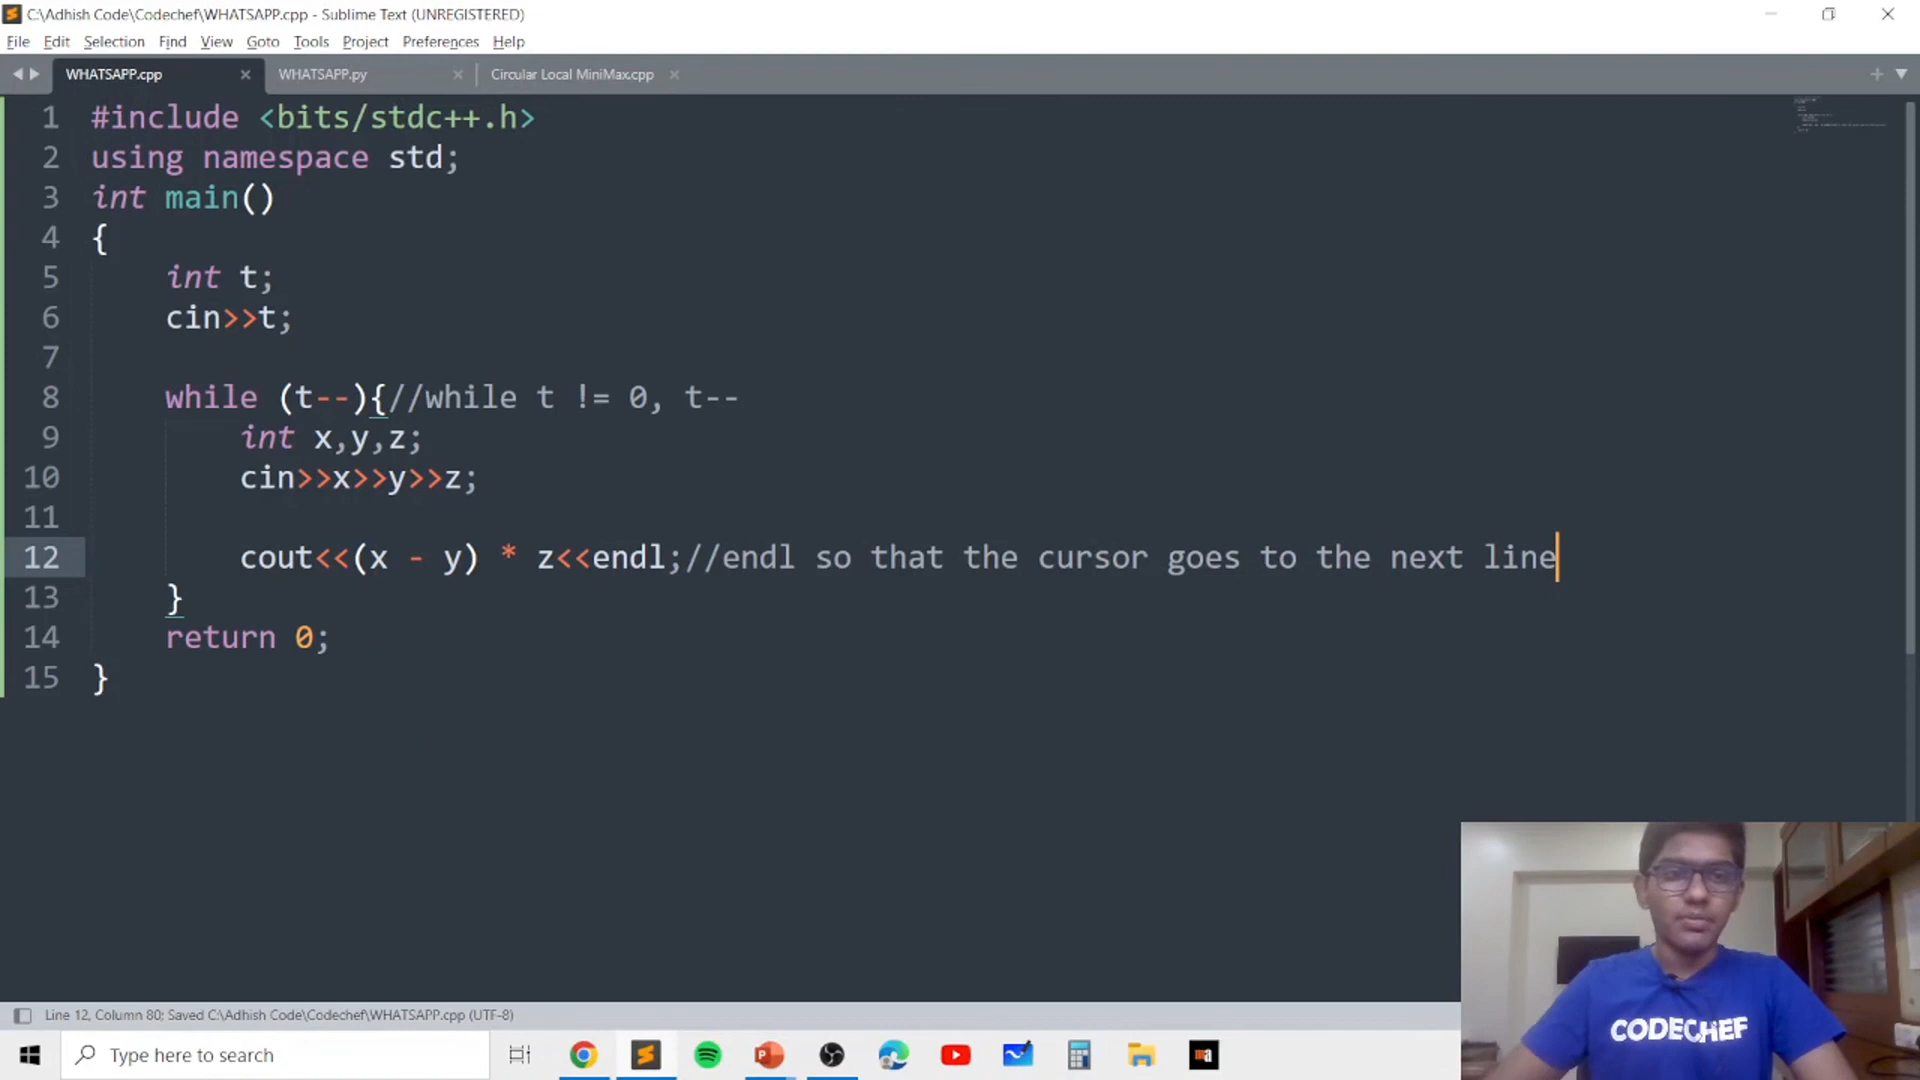 C:\Adhish Code\Codechef\WHATSAPP.cpp - Sublime Text (UNREGISTERED)
File Edit Selection Find View Goto Tools Project Preferences Help
WHATSAPP.cpp WHATSAPP.py Circular Local MiniMax.cpp
1 #include <bits/stdc++.h>
2 using namespace std;
3 int main()
4 {
5 int t;
6 cin>>t;
7
8 while (t--){//while t != 0, t--
9 int x,y,z;
10 cin>>x>>y>>z;
11
12 cout<<(x - y) * z<<endl;//endl so that the cursor goes to the next line
13 }
14 return 0;
15 }
CODECHEF
Line 12, Column 80; Saved C:\Adhish Code\Codechef\WHATSAPP.cpp (UTF-8)
Type here to search